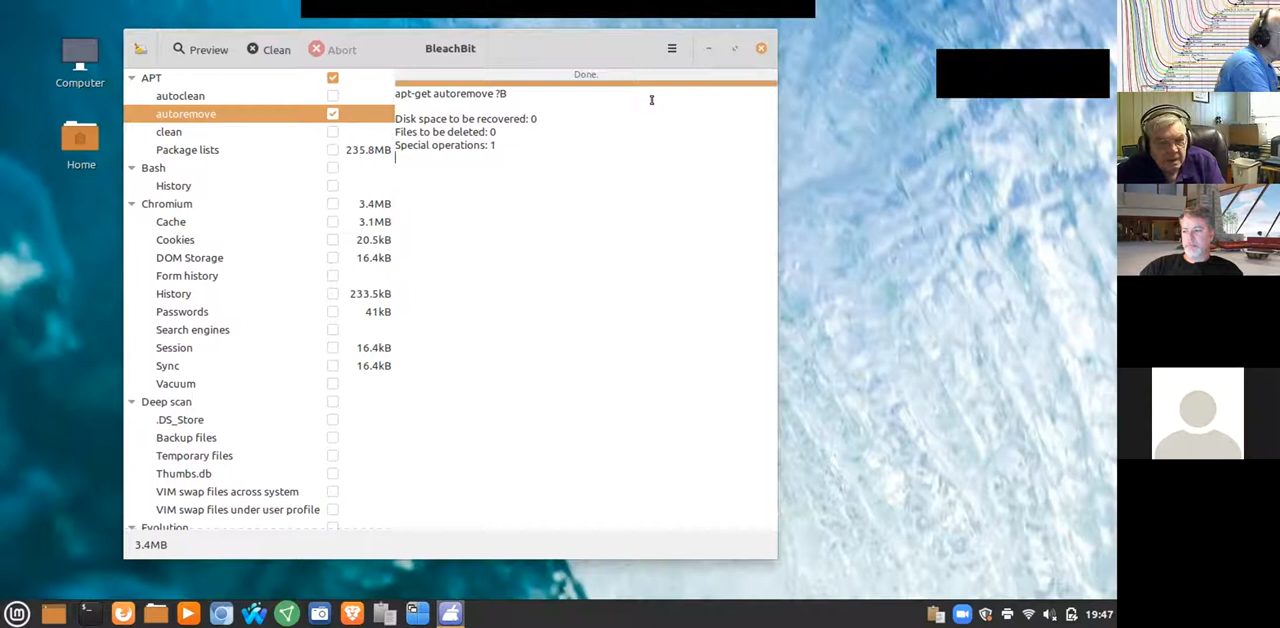 Preview
Clean
Abort
BleachBit
Computer
Home
APT
autoclean
autoremove
clean
Package lists 235.8MB
Bash
History
Chromium 3.4MB
Cache 3.1MB
Cookies 20.5kB
DOM Storage 16.4kB
Form history
History 233.5kB
Passwords 41kB
Search engines
Session 16.4kB
Sync 16.4kB
Vacuum
Deep scan
.DS_Store
Backup files
Temporary files
Thumbs.db
VIM swap files across system
VIM swap files under user profile
Evolution
3.4MB
Done.
apt-get autoremove ?B
Disk space to be recovered: 0
Files to be deleted: 0
Special operations: 1
19:47